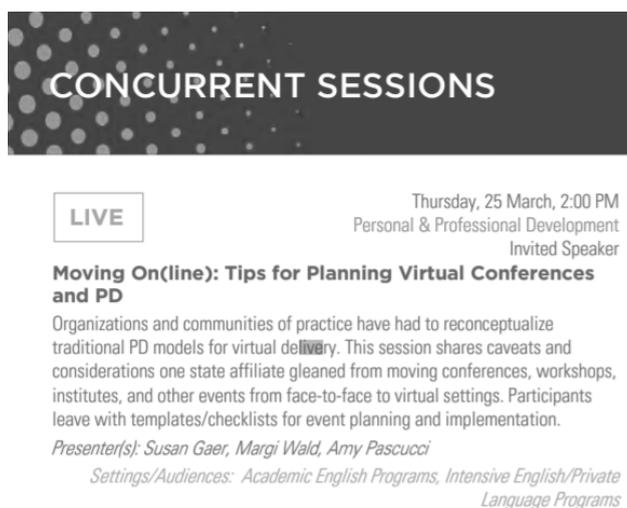 CONCURRENT SESSIONS
LIVE
Thursday, 25 March, 2:00 PM
Personal & Professional Development
Invited Speaker
Moving On(line): Tips for Planning Virtual Conferences
and PD
Organizations and communities of practice have had to reconceptualize
traditional PD models for virtual delivery. This session shares caveats and
considerations one state affiliate gleaned from moving conferences, workshops,
institutes, and other events from face-to-face to virtual settings. Participants
leave with templates/checklists for event planning and implementation.
Presenter(s): Susan Gaer, Margi Wald, Amy Pascucci
Settings/Audiences: Academic English Programs, Intensive English/Private
Language Programs